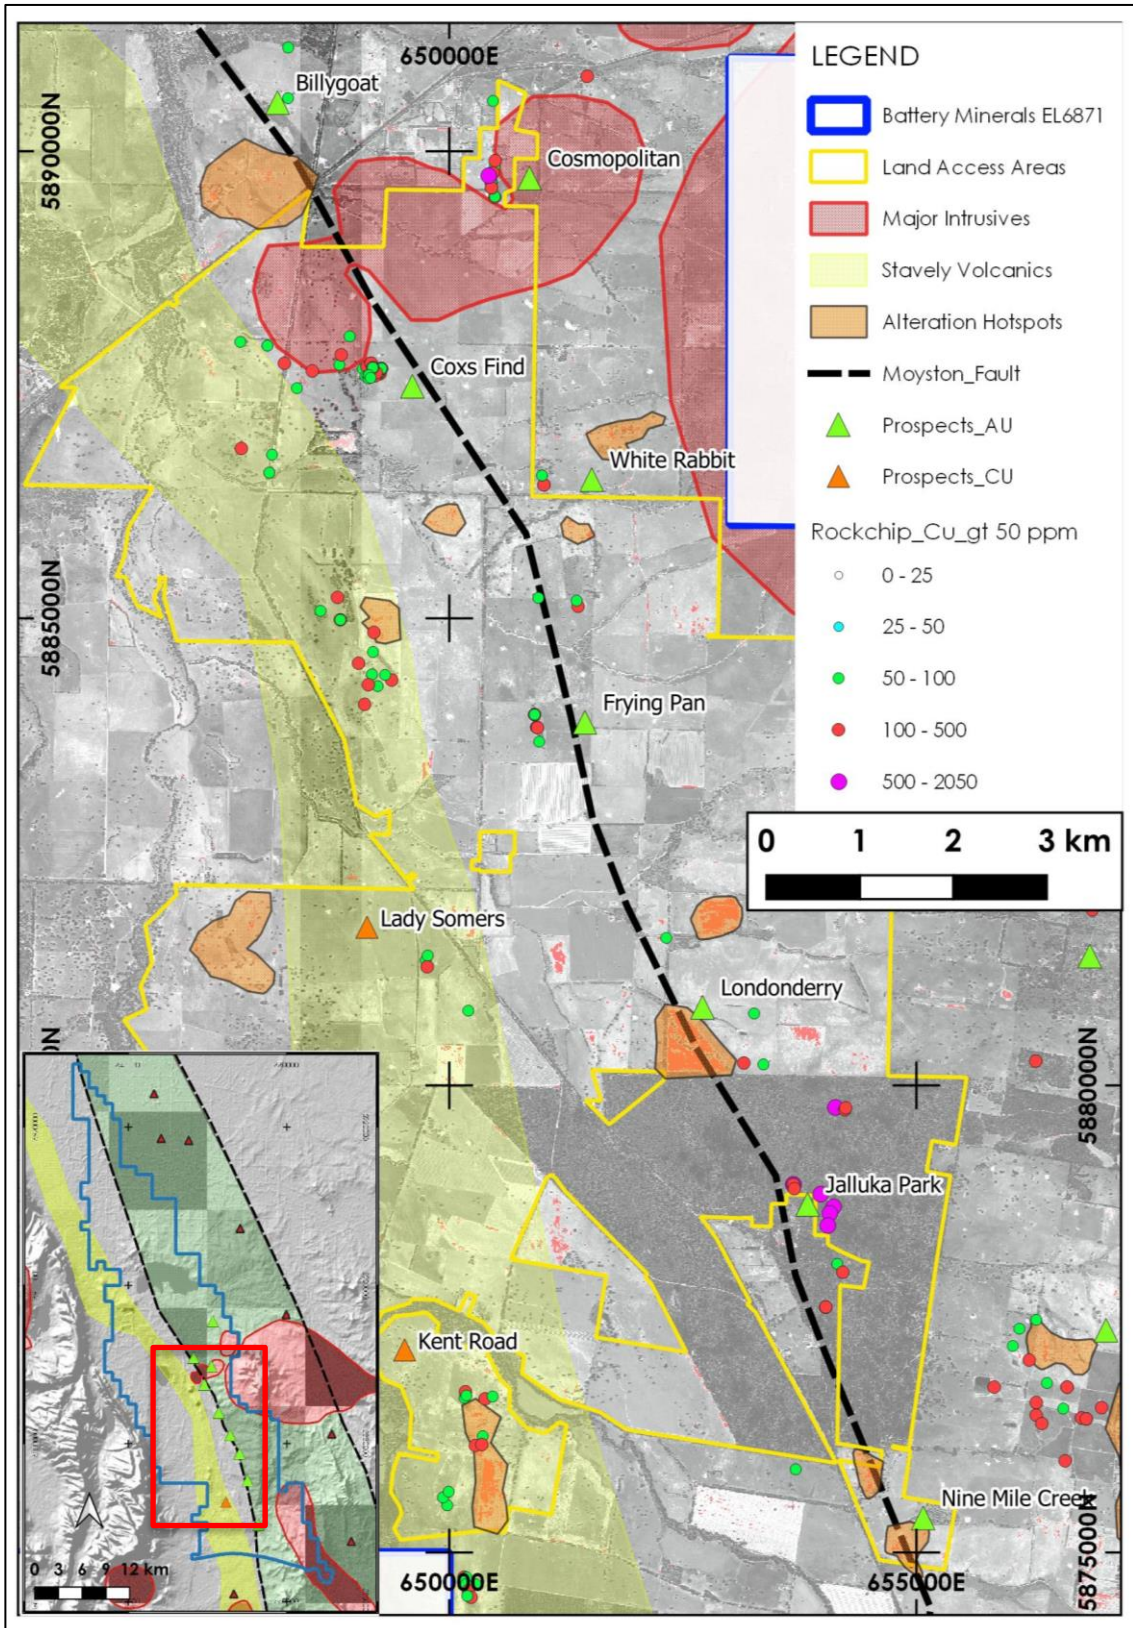 650000E
Billygoat
5890000N
Cosmopolitan
Coxs Find
White Rabbit
5885000N
Frying Pan
Lady Somers
Londonderry
5880000N
Jalluka Park
Kent Road
Nine Mile Creek
5875000N
650000E
655000E
LEGEND
Battery Minerals EL6871
Land Access Areas
Major Intrusives
Stavely Volcanics
Alteration Hotspots
Moyston_Fault
Prospects_AU
Prospects_CU
Rockchip_Cu_gt 50 ppm
0 - 25
25 - 50
50 - 100
100 - 500
500 - 2050
0 1 2 3 km
0 3 6 9 12 km